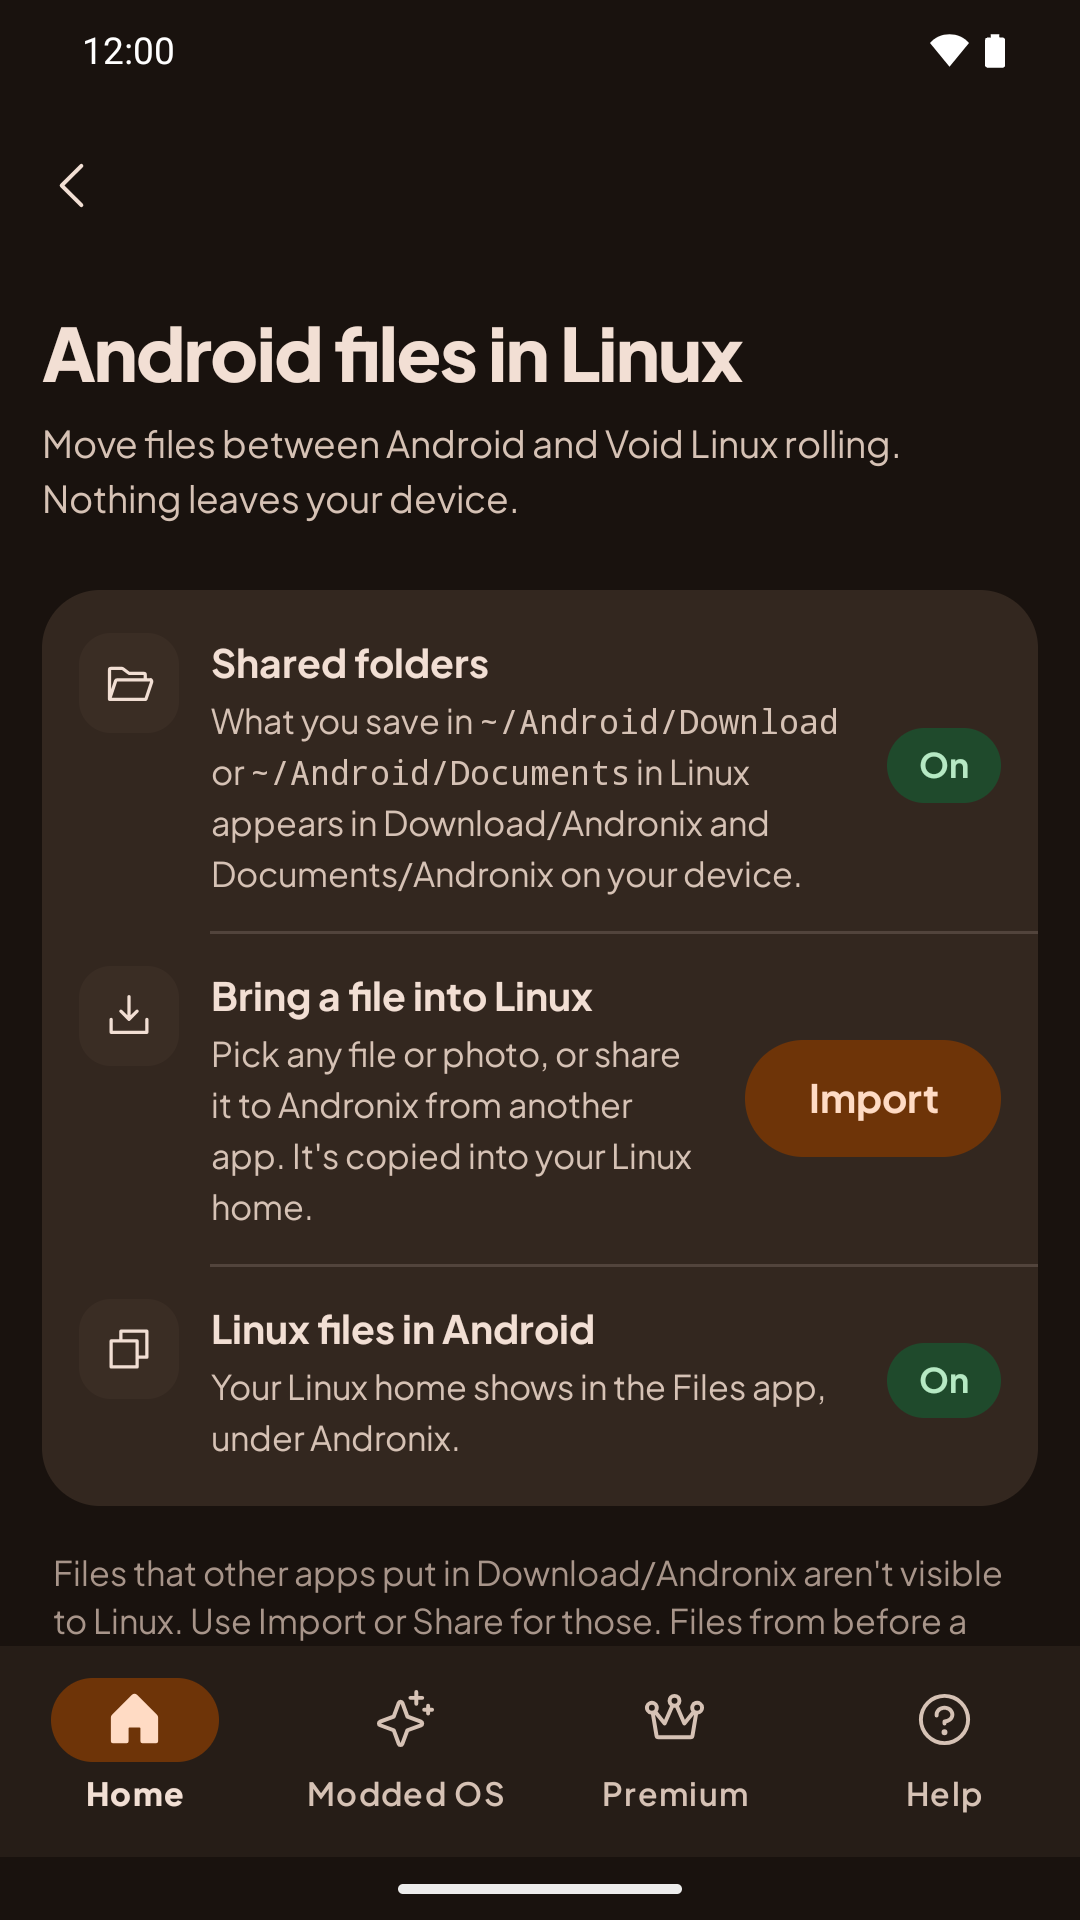 12:00
Android files in Linux
Move files between Android and Void Linux rolling.
Nothing leaves your device.
Shared folders
What you save in ~/Android/Download
or ~/Android/Documents in Linux
appears in Download/Andronix and
Documents/Andronix on your device.
On
Bring a file into Linux
Pick any file or photo, or share
it to Andronix from another
app. It's copied into your Linux
home.
Import
Linux files in Android
Your Linux home shows in the Files app,
under Andronix.
On
Files that other apps put in Download/Andronix aren't visible
to Linux. Use Import or Share for those. Files from before a
Home
Modded OS
Premium
Help